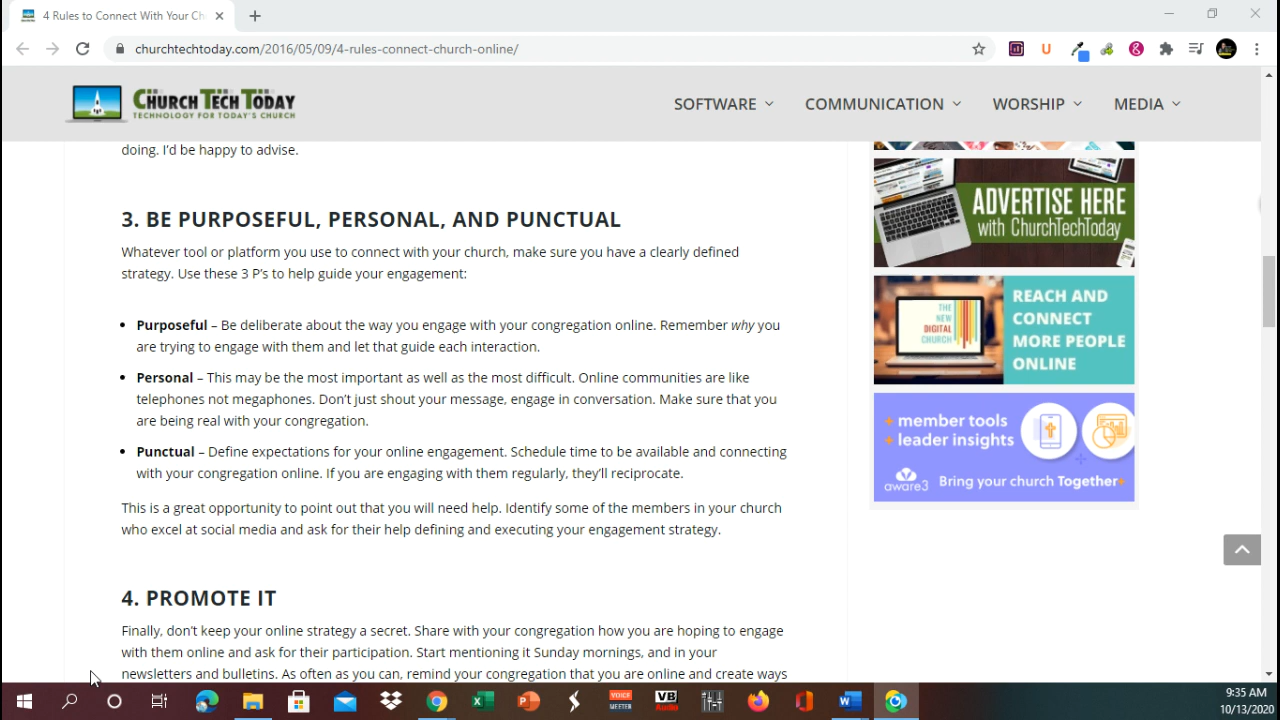 4 Rules to Connect With Your Ch
churchtechtoday.com/2016/05/09/4-rules-connect-church-online/
CHURCH TECH TODAY
TECHNOLOGY FOR TODAY'S CHURCH
SOFTWARE COMMUNICATION WORSHIP MEDIA
doing. I'd be happy to advise.
3. BE PURPOSEFUL, PERSONAL, AND PUNCTUAL
Whatever tool or platform you use to connect with your church, make sure you have a clearly defined
strategy. Use these 3 P's to help guide your engagement:
• Purposeful – Be deliberate about the way you engage with your congregation online. Remember why you
are trying to engage with them and let that guide each interaction.
• Personal – This may be the most important as well as the most difficult. Online communities are like
telephones not megaphones. Don't just shout your message, engage in conversation. Make sure that you
are being real with your congregation.
• Punctual – Define expectations for your online engagement. Schedule time to be available and connecting
with your congregation online. If you are engaging with them regularly, they'll reciprocate.
This is a great opportunity to point out that you will need help. Identify some of the members in your church
who excel at social media and ask for their help defining and executing your engagement strategy.
4. PROMOTE IT
Finally, don't keep your online strategy a secret. Share with your congregation how you are hoping to engage
with them online and ask for their participation. Start mentioning it Sunday mornings, and in your
newsletters and bulletins. As often as you can, remind your congregation that you are online and create ways
ADVERTISE HERE
with ChurchTechToday
THE
NEW
DIGITAL
CHURCH
REACH AND
CONNECT
MORE PEOPLE
ONLINE
+ member tools
+ leader insights
aware3 Bring your church Together+
VOICE
MEETER
VB
Audio
9:35 AM
10/13/2020